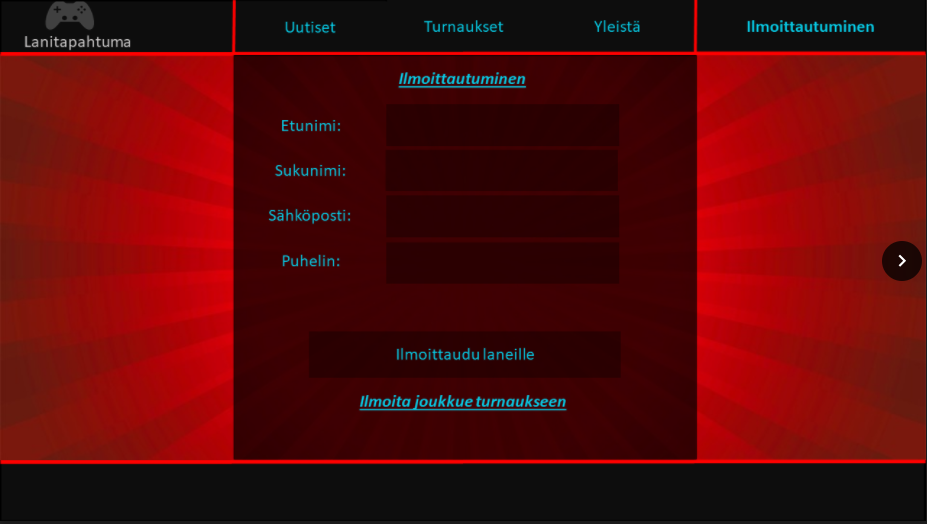 Lanitapahtuma
Uutiset
Turnaukset
Yleistä
Ilmoittautuminen
Ilmoittautuminen
Etunimi:
Sukunimi:
Sähköposti:
Puhelin:
Ilmoittaudu laneille
Ilmoita joukkue turnaukseen